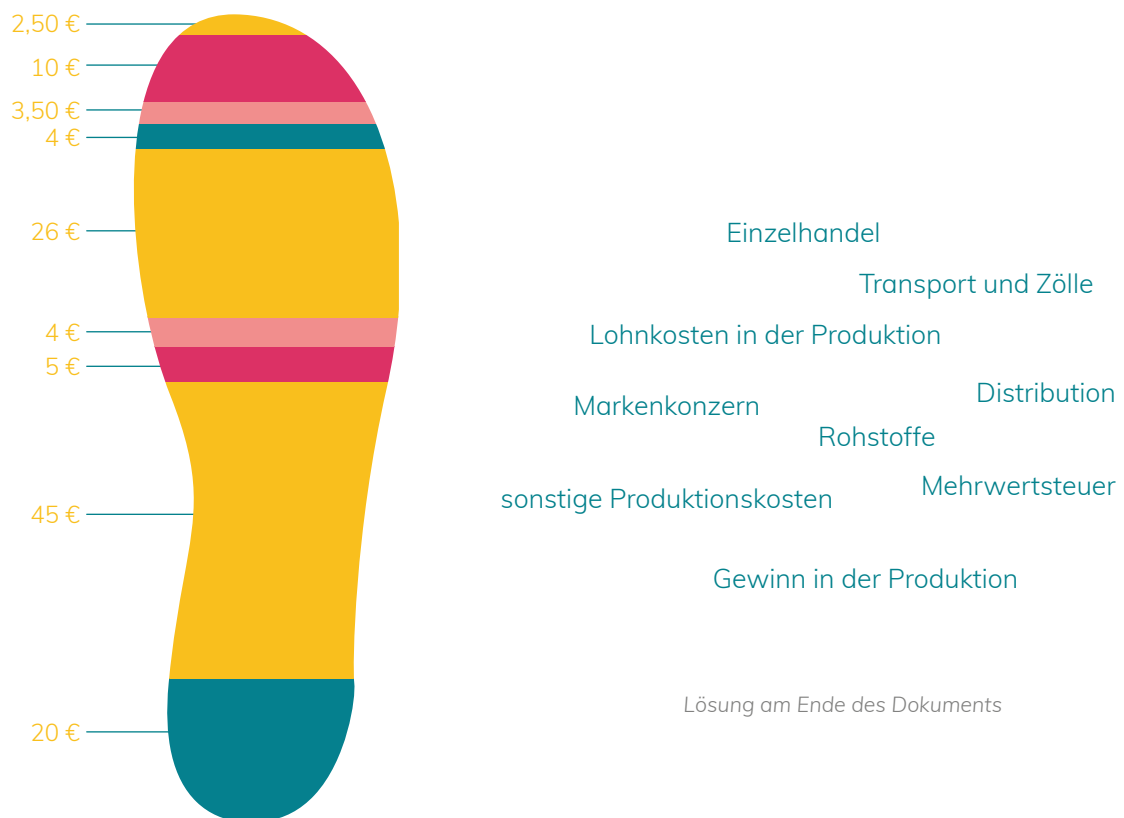 2,50 €
10 €
3,50 €
4 €
26 €
4 €
5 €
45 €
20 €
Einzelhandel
Transport und Zölle
Lohnkosten in der Produktion
Distribution
Markenkonzern
Rohstoffe
Mehrwertsteuer
sonstige Produktionskosten
Gewinn in der Produktion
Lösung am Ende des Dokuments